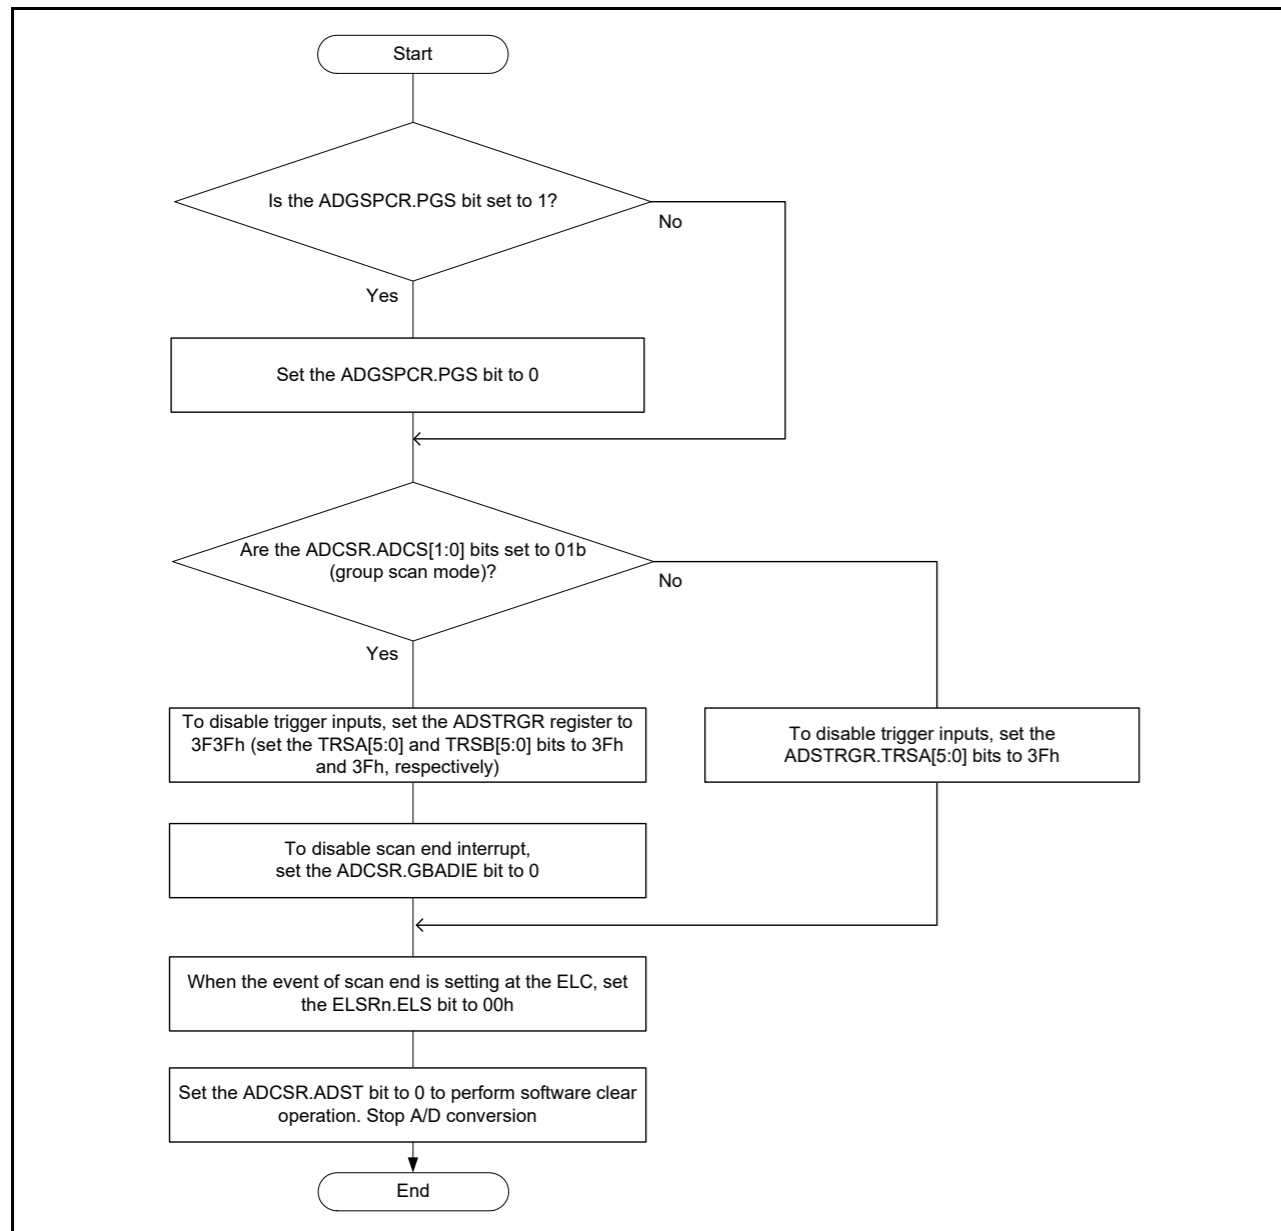 Start
Is the ADGSPCR.PGS bit set to 1?
No
Yes
Set the ADGSPCR.PGS bit to 0
Are the ADCSR.ADCS[1:0] bits set to 01b
(group scan mode)?
No
Yes
To disable trigger inputs, set the ADSTRGR register to
3F3Fh (set the TRSA[5:0] and TRSB[5:0] bits to 3Fh
and 3Fh, respectively)
To disable trigger inputs, set the
ADSTRGR.TRSA[5:0] bits to 3Fh
To disable scan end interrupt,
set the ADCSR.GBADIE bit to 0
When the event of scan end is setting at the ELC, set
the ELSRn.ELS bit to 00h
Set the ADCSR.ADST bit to 0 to perform software clear
operation. Stop A/D conversion
End